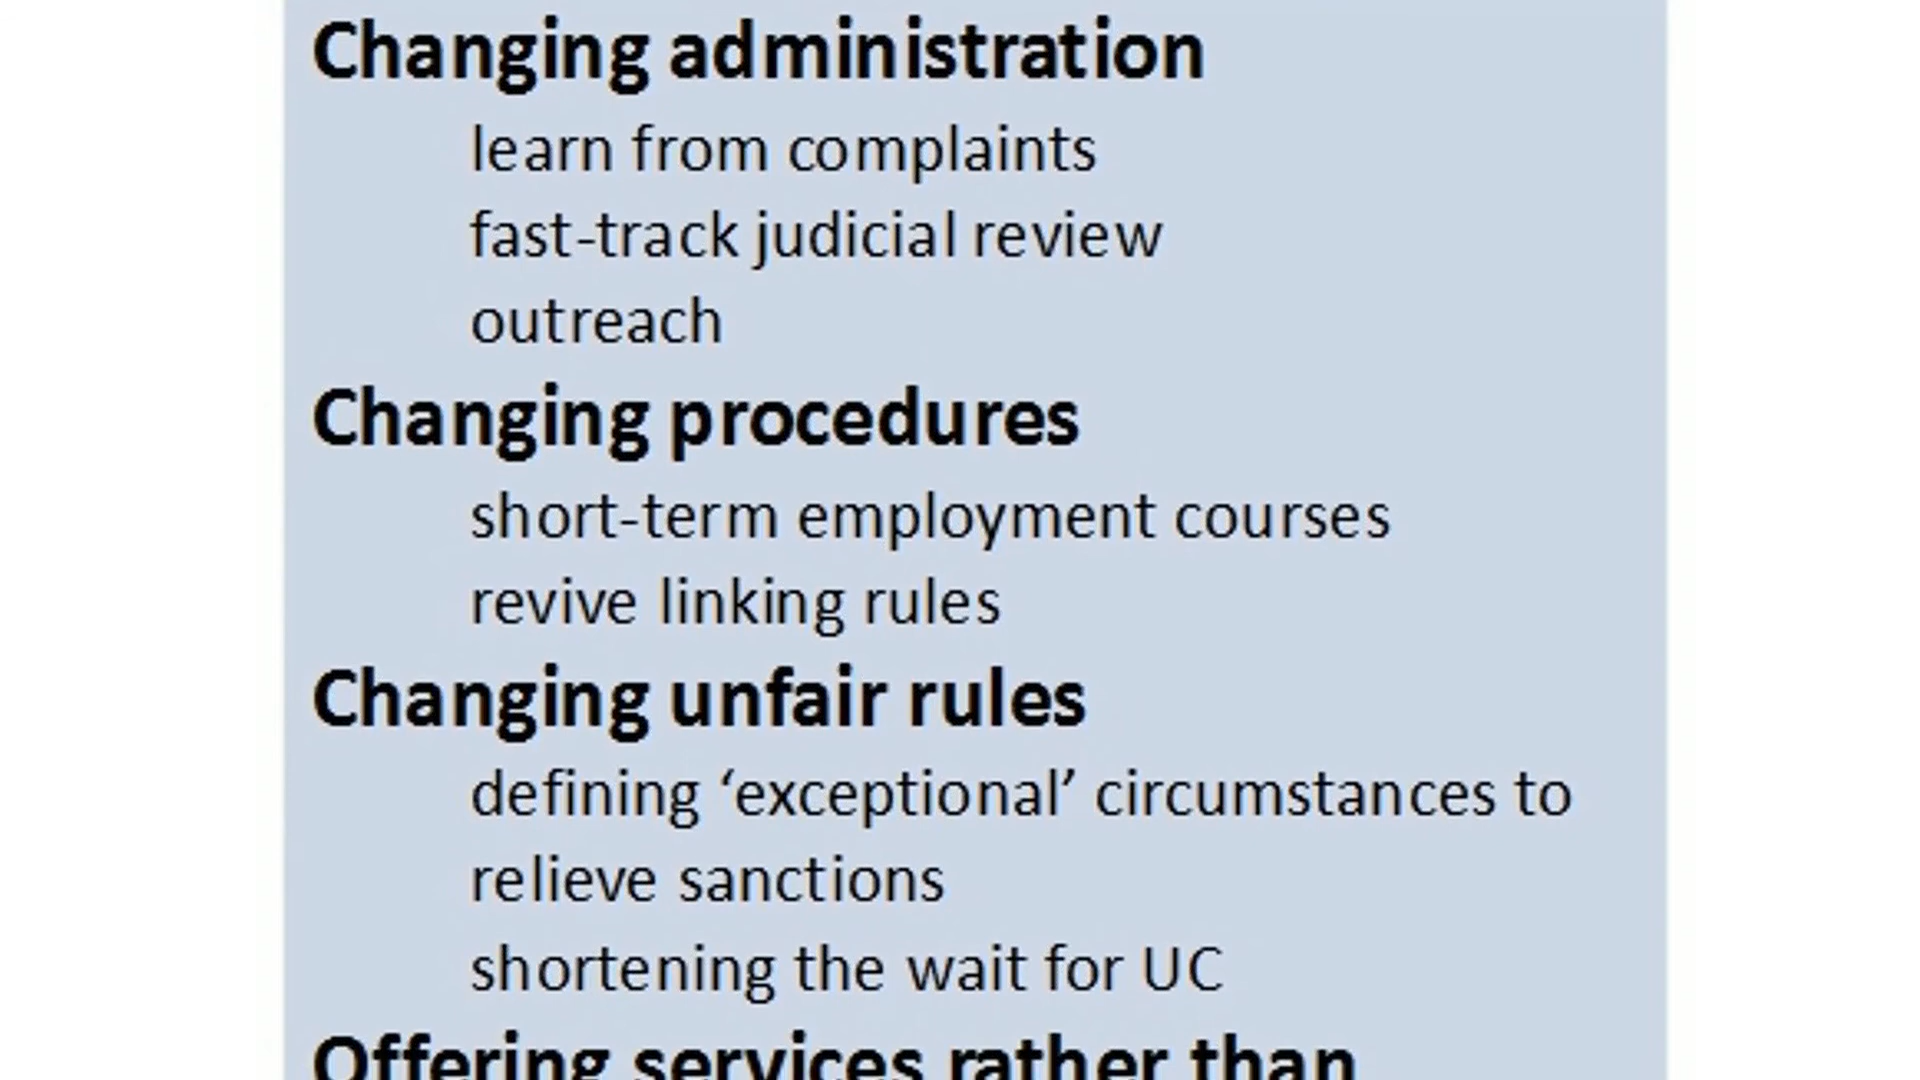 Changing administration
learn from complaints
fast-track judicial review
outreach
Changing procedures
short-term employment courses
revive linking rules
Changing unfair rules
defining ‘exceptional’ circumstances to
relieve sanctions
shortening the wait for UC
Offering services rather than